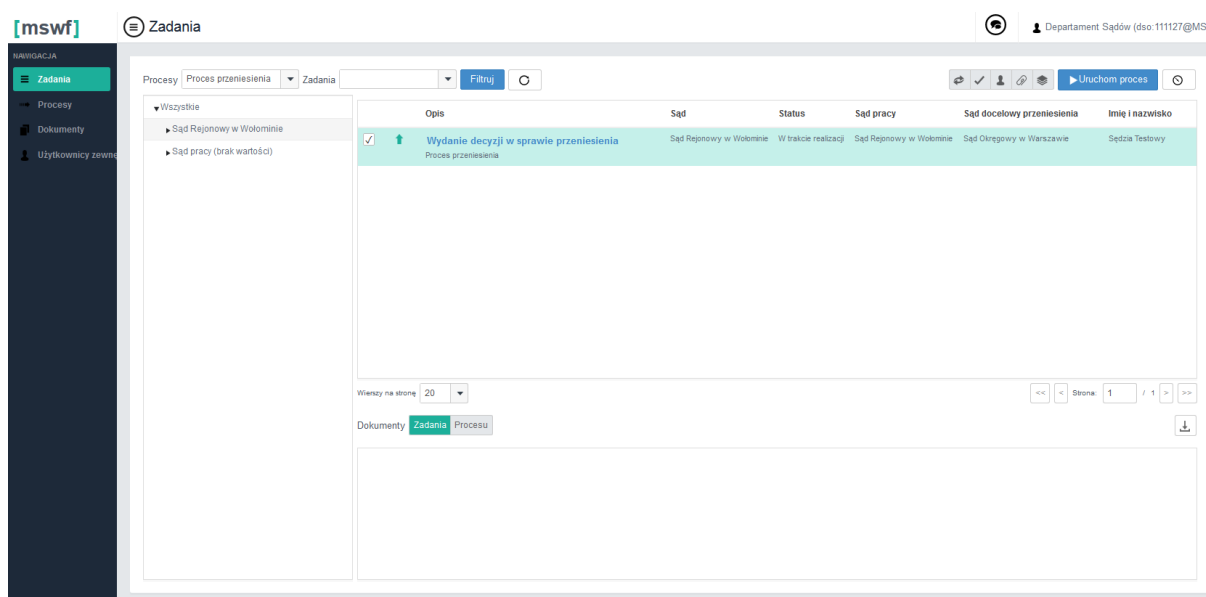 [mswf]
Zadania
Departament Sądów (dso:111127@MS
NAWIGACJA
Zadania
Procesy
Dokumenty
Użytkownicy zewnę
Procesy Proces przeniesienia Zadania Filtruj Uruchom proces
Wszystkie
Sąd Rejonowy w Wołominie
Sąd pracy (brak wartości)
Opis Sąd Status Sąd pracy Sąd docelowy przeniesienia Imię i nazwisko
Wydanie decyzji w sprawie przeniesienia Sąd Rejonowy w Wołominie W trakcie realizacji Sąd Rejonowy w Wołominie Sąd Okręgowy w Warszawie Sędzia Testowy
Proces przeniesienia
Wierszy na stronę 20 << < Strona: 1 / 1 > >>
Dokumenty Zadania Procesu